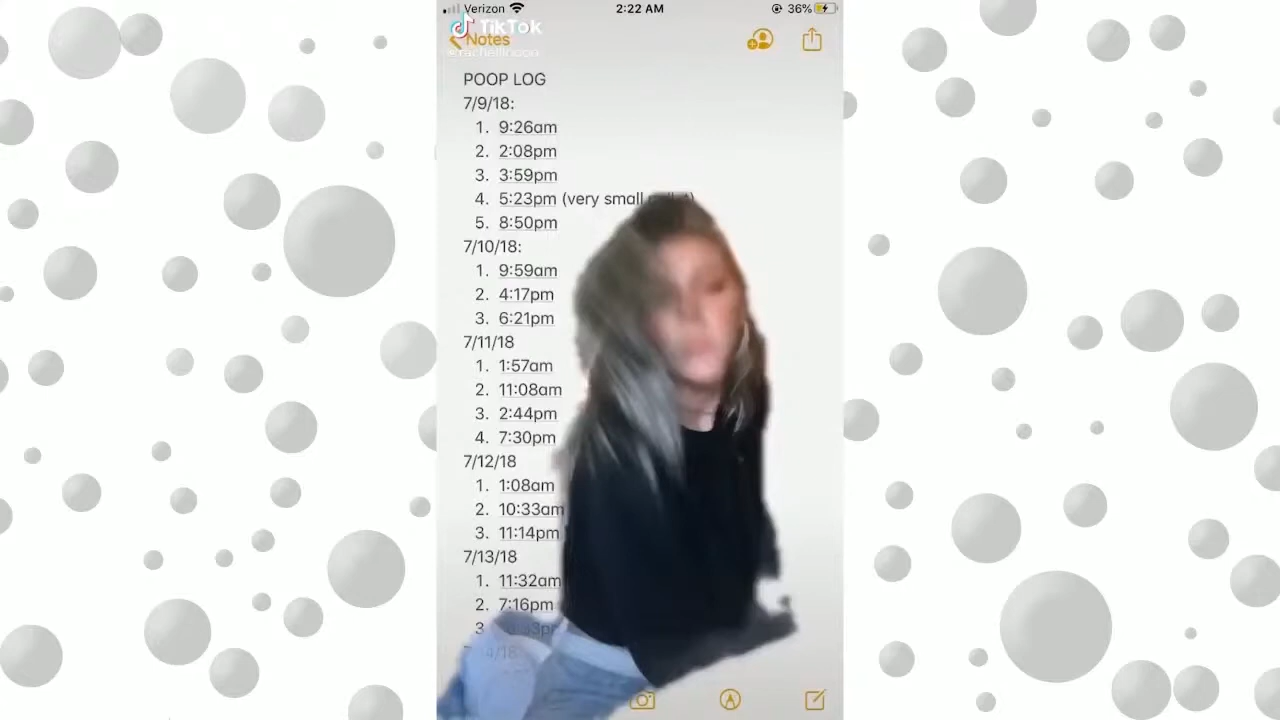 Verizon 2:22 AM 36%
TikTok
Notes
POOP LOG
7/9/18:
1. 9:26am
2. 2:08pm
3. 3:59pm
4. 5:23pm (very small
5. 8:50pm
7/10/18:
1. 9:59am
2. 4:17pm
3. 6:21pm
7/11/18
1. 1:57am
2. 11:08am
3. 2:44pm
4. 7:30pm
7/12/18
1. 1:08am
2. 10:33am
3. 11:14pm
7/13/18
1. 11:32am
2. 7:16pm
3